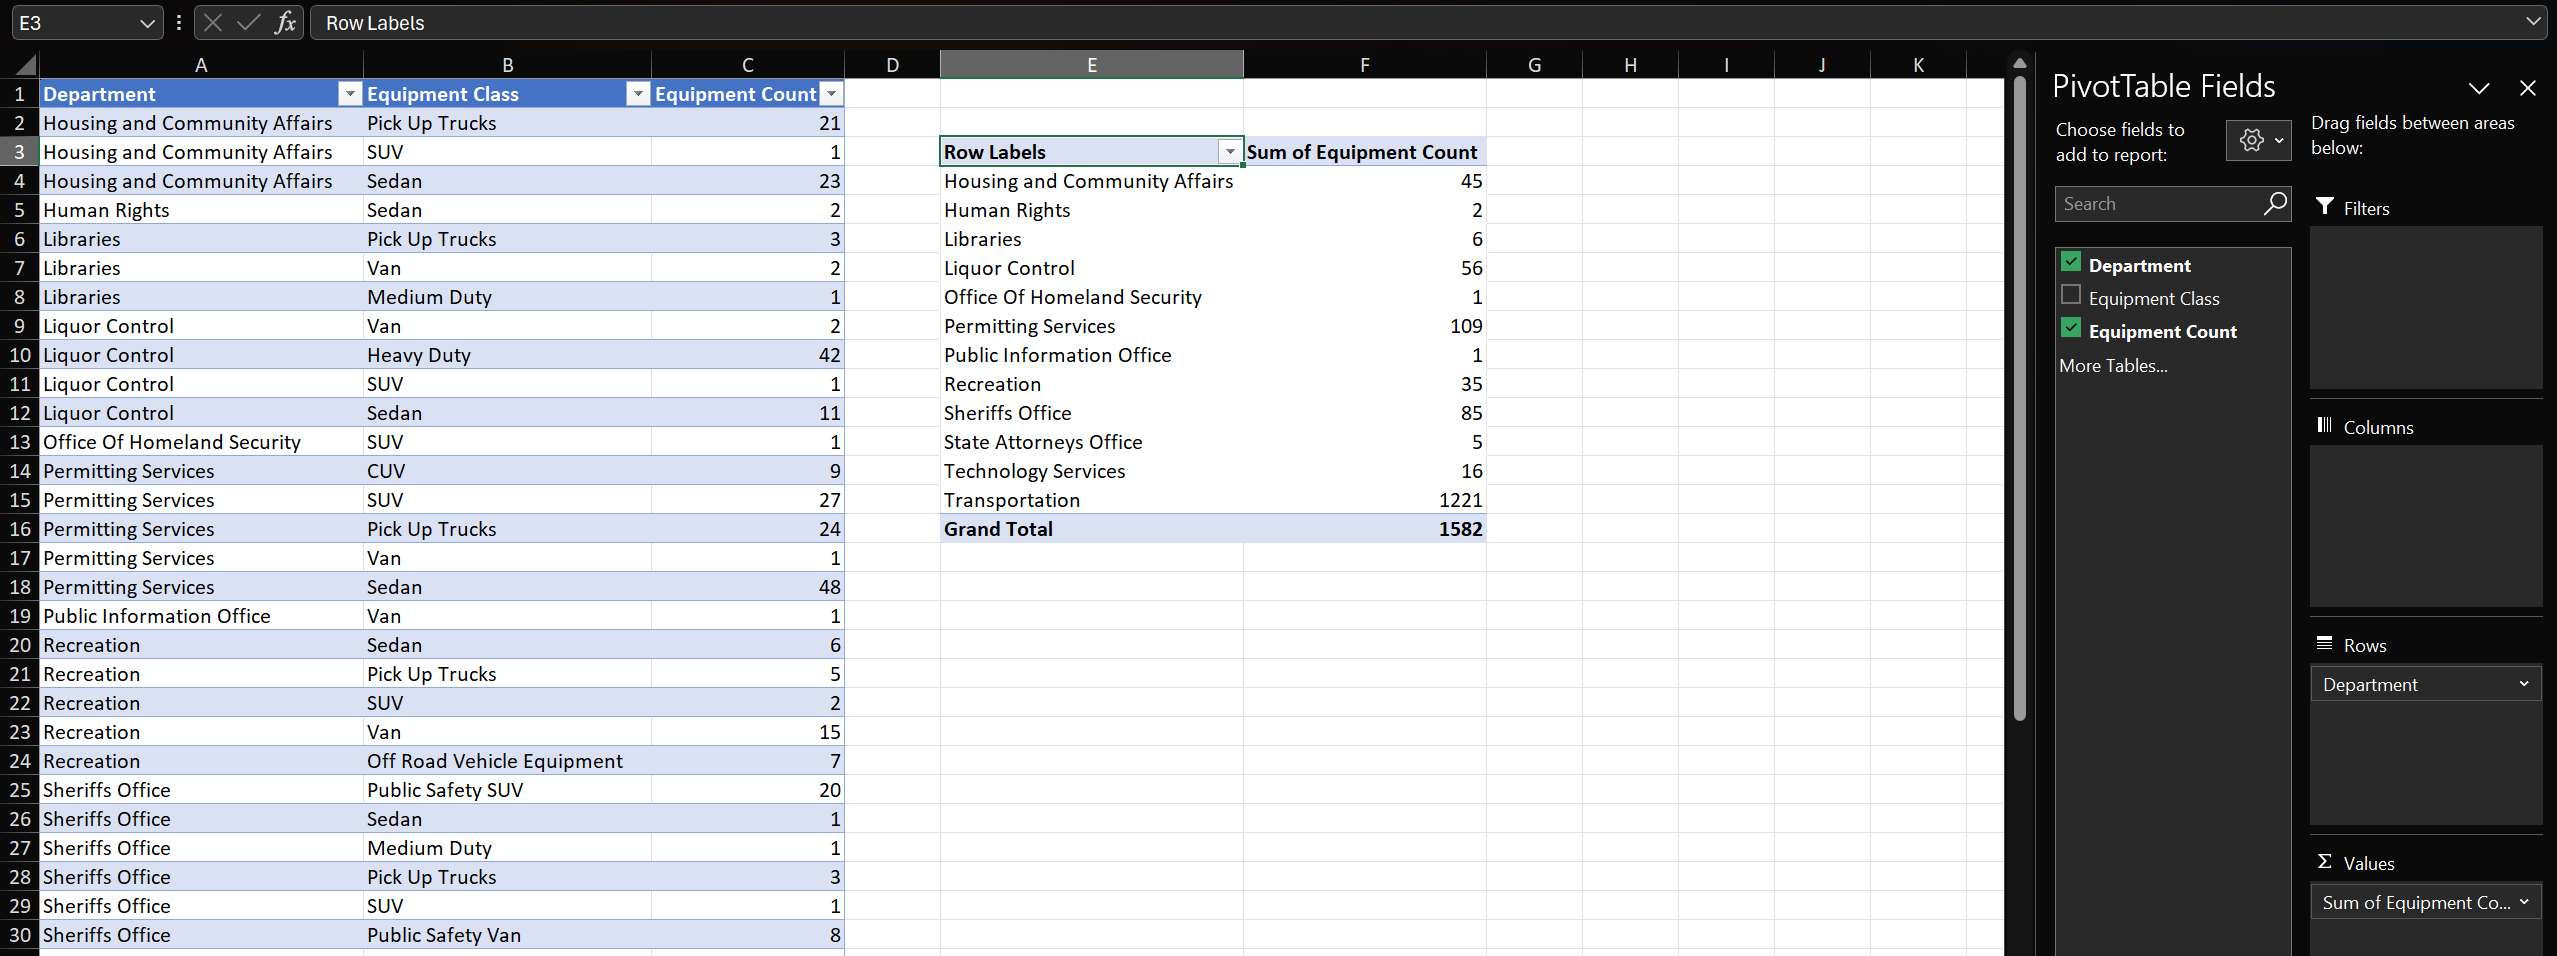 E3 fx Row Labels
A B C D E F G H I J K
1 Department Equipment Class Equipment Count
2 Housing and Community Affairs Pick Up Trucks 21
3 Housing and Community Affairs SUV 1 Row Labels Sum of Equipment Count
4 Housing and Community Affairs Sedan 23 Housing and Community Affairs 45
5 Human Rights Sedan 2 Human Rights 2
6 Libraries Pick Up Trucks 3 Libraries 6
7 Libraries Van 2 Liquor Control 56
8 Libraries Medium Duty 1 Office Of Homeland Security 1
9 Liquor Control Van 2 Permitting Services 109
10 Liquor Control Heavy Duty 42 Public Information Office 1
11 Liquor Control SUV 1 Recreation 35
12 Liquor Control Sedan 11 Sheriffs Office 85
13 Office Of Homeland Security SUV 1 State Attorneys Office 5
14 Permitting Services CUV 9 Technology Services 16
15 Permitting Services SUV 27 Transportation 1221
16 Permitting Services Pick Up Trucks 24 Grand Total 1582
17 Permitting Services Van 1
18 Permitting Services Sedan 48
19 Public Information Office Van 1
20 Recreation Sedan 6
21 Recreation Pick Up Trucks 5
22 Recreation SUV 2
23 Recreation Van 15
24 Recreation Off Road Vehicle Equipment 7
25 Sheriffs Office Public Safety SUV 20
26 Sheriffs Office Sedan 1
27 Sheriffs Office Medium Duty 1
28 Sheriffs Office Pick Up Trucks 3
29 Sheriffs Office SUV 1
30 Sheriffs Office Public Safety Van 8
PivotTable Fields
Choose fields to
add to report:
Search
Department
Equipment Class
Equipment Count
More Tables...
Drag fields between areas
below:
Filters
Columns
Rows
Department
Σ Values
Sum of Equipment Co...